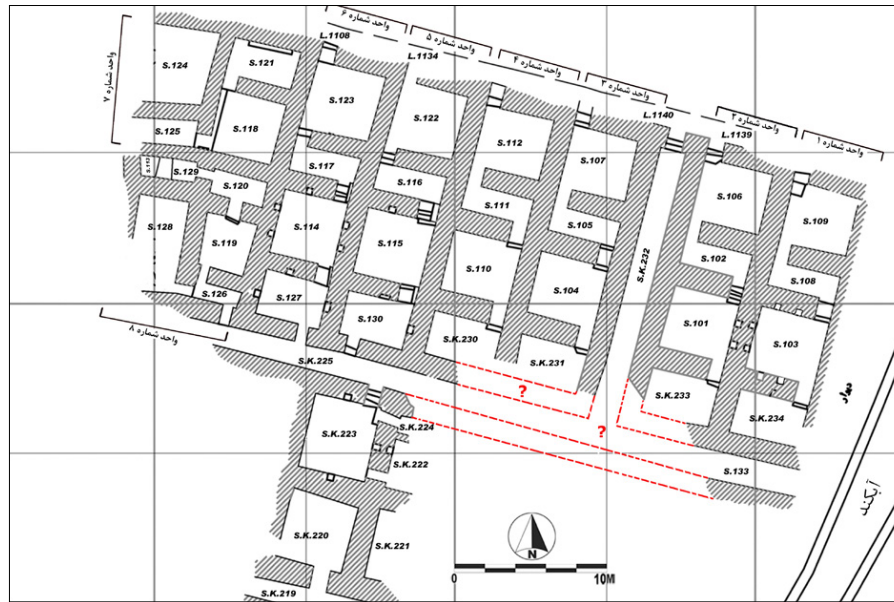 واحد شماره ۶
واحد شماره ۵
واحد شماره ۴
واحد شماره ۳
واحد شماره ۲
واحد شماره ۱
واحد شماره ۷
L.1108
L.1134
L.1140
L.1139
S.124
S.121
S.123
S.122
S.112
S.107
S.106
S.109
S.125
S.118
S.117
S.116
S.111
S.105
S.102
S.108
S.129
S.120
S.128
S.119
S.114
S.115
S.110
S.104
S.K.232
S.101
S.103
S.126
S.127
S.130
S.K.230
S.K.231
S.K.233
S.K.234
واحد شماره ۸
S.K.225
?
?
دیوار
S.K.223
S.K.224
S.K.222
S.133
آبکند
S.K.220
S.K.221
S.K.219
N
0
10M